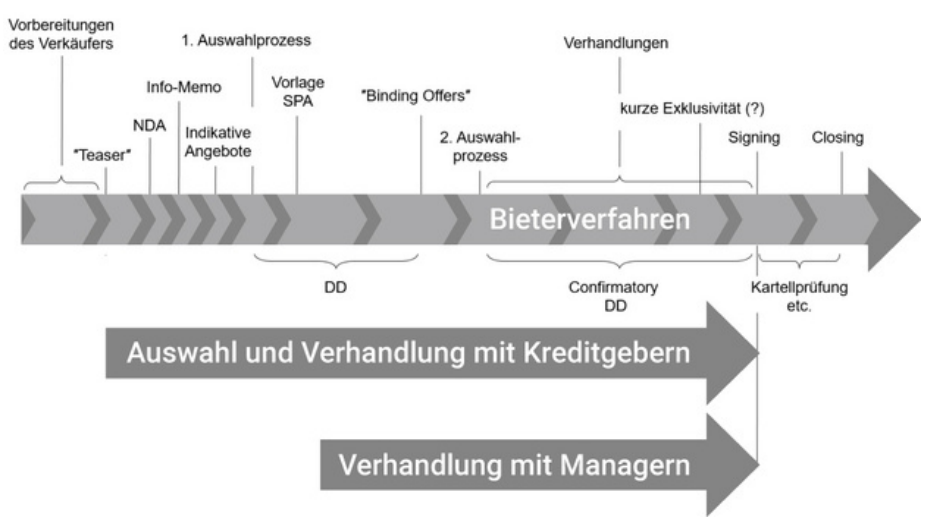 Vorbereitungen
des Verkäufers
"Teaser"
NDA
Info-Memo
Indikative
Angebote
1. Auswahlprozess
Vorlage
SPA
"Binding Offers"
2. Auswahl-
prozess
Verhandlungen
kurze Exklusivität (?)
Signing
Closing
Bieterverfahren
DD
Confirmatory
DD
Kartellprüfung
etc.
Auswahl und Verhandlung mit Kreditgebern
Verhandlung mit Managern